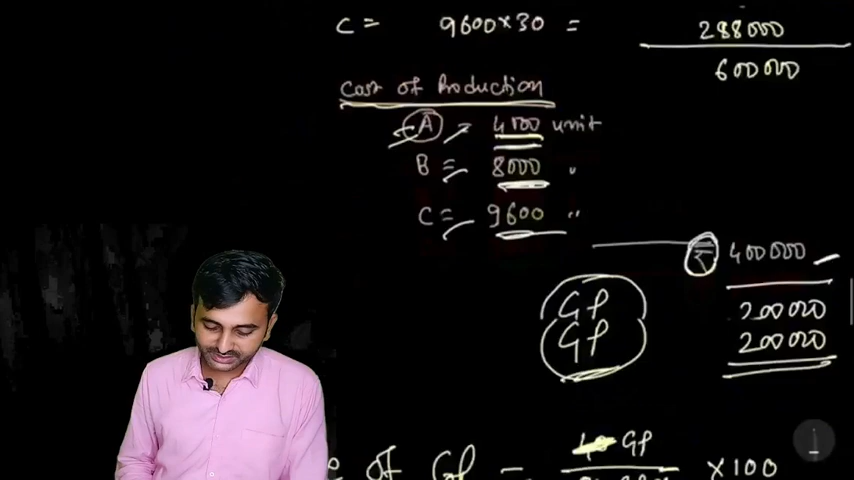 C = 9600×30 = 288000
600000
Cost of Production
A = 4000 unit
B = 8000 "
C = 9600 "
₹ 400000
GP 200000
GP 200000
of GP = GP ×100